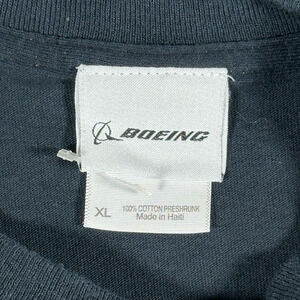 BOEING
XL
100% COTTON PRESHRUNK
Made in Haiti